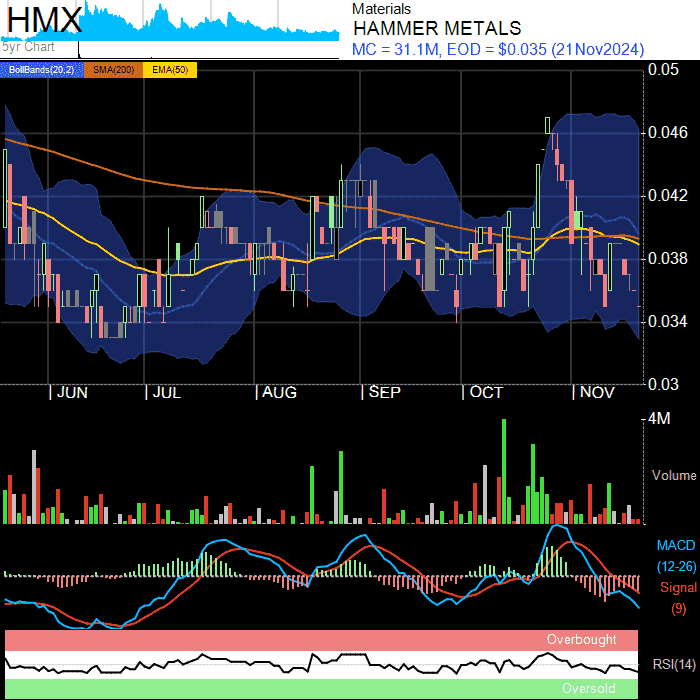 HMX
5yr Chart
Materials
HAMMER METALS
MC = 31.1M, EOD = $0.035 (21Nov2024)
BollBands(20,2) SMA(200) EMA(50)
0.05
0.046
0.042
0.038
0.034
0.03
JUN JUL AUG SEP OCT NOV
4M
Volume
MACD
(12-26)
Signal
(9)
Overbought
RSI(14)
Oversold